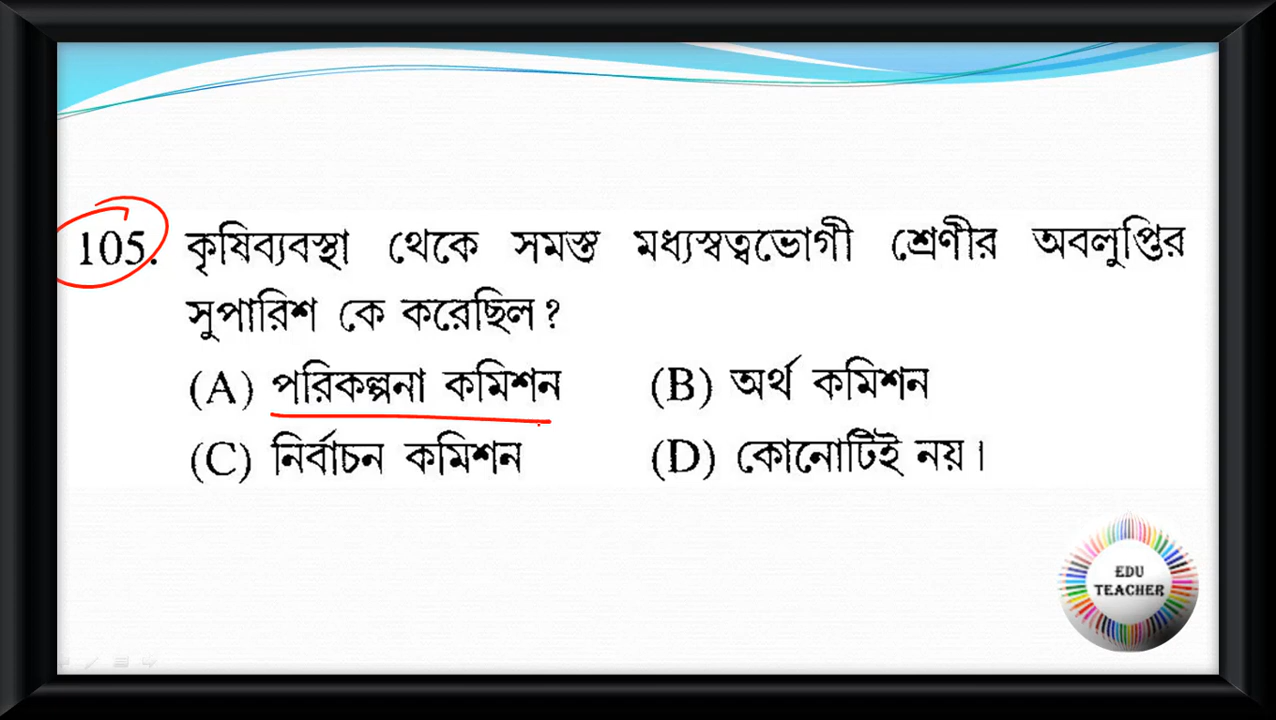 105. কৃষিব্যবস্থা থেকে সমস্ত মধ্যস্বত্বভোগী শ্রেণীর অবলুপ্তির
সুপারিশ কে করেছিল?
(A) পরিকল্পনা কমিশন (B) অর্থ কমিশন
(C) নির্বাচন কমিশন (D) কোনোটিই নয়।
EDU
TEACHER